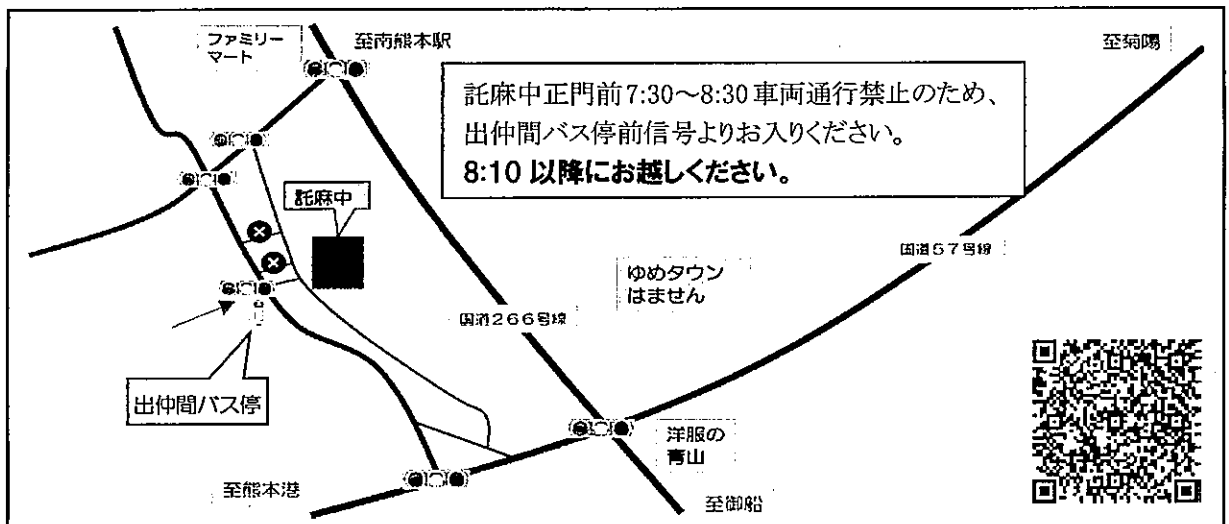 ファミリー
マート
至南熊本駅
至菊陽
託麻中正門前7:30～8:30車両通行禁止のため、
出仲間バス停前信号よりお入りください。
8:10 以降にお越しください。
託麻中
国道57号線
ゆめタウン
はません
国道266号線
出仲間バス停
洋服の
青山
至熊本港
至御船